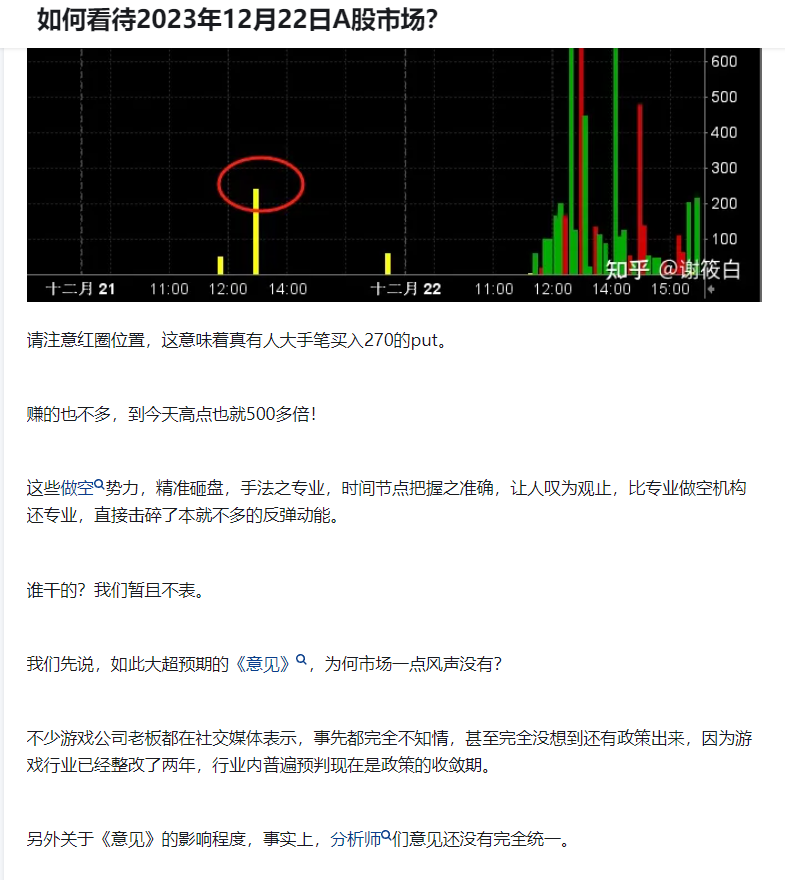 如何看待2023年12月22日A股市场？
600
500
400
300
200
100
知乎 @谢筱白
十二月 21 11:00 12:00 14:00 十二月 22 11:00 12:00 14:00 15:00
请注意红圈位置，这意味着真有人大手笔买入270的put。
赚的也不多，到今天高点也就500多倍！
这些做空势力，精准砸盘，手法之专业，时间节点把握之准确，让人叹为观止，比专业做空机构
还专业，直接击碎了本就不多的反弹动能。
谁干的？我们暂且不表。
我们先说，如此大超预期的《意见》，为何市场一点风声没有？
不少游戏公司老板都在社交媒体表示，事先都完全不知情，甚至完全没想到还有政策出来，因为游
戏行业已经整改了两年，行业内普遍预判现在是政策的收敛期。
另外关于《意见》的影响程度，事实上，分析师们意见还没有完全统一。